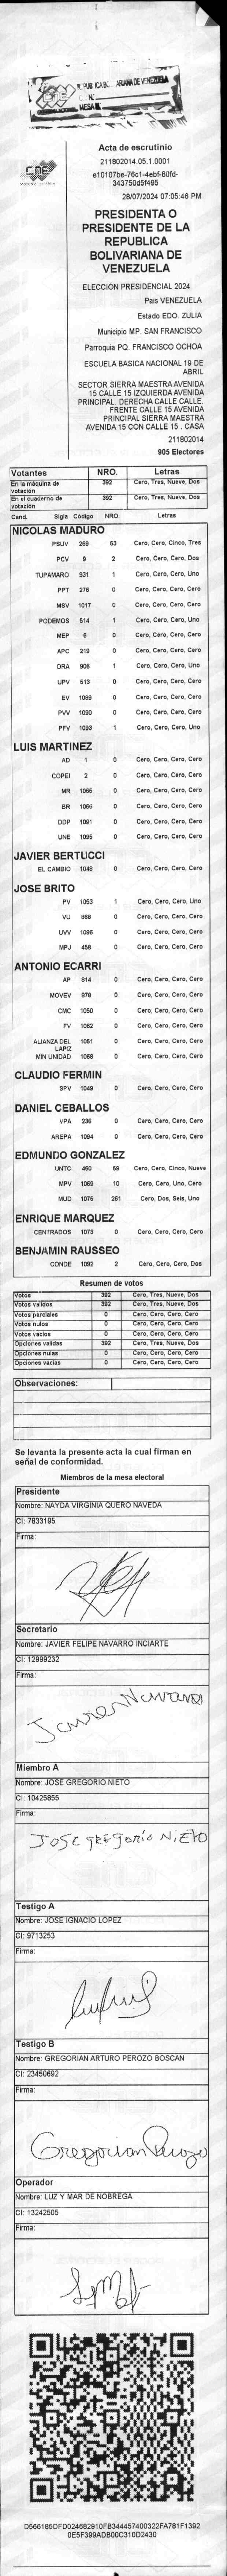 REPUBLICA BOLIVARIANA DE VENEZUELA
MESA
CNE
Acta de escrutinio
211802014.05.1.0001
e10107be-76c1-4ebf-80fd-
343750d5f495
28/07/2024 07:05:46 PM
PRESIDENTA O
PRESIDENTE DE LA
REPUBLICA
BOLIVARIANA DE
VENEZUELA
ELECCIÓN PRESIDENCIAL 2024
Pais VENEZUELA
Estado EDO. ZULIA
Municipio MP. SAN FRANCISCO
Parroquia PQ. FRANCISCO OCHOA
ESCUELA BASICA NACIONAL 19 DE
ABRIL
SECTOR SIERRA MAESTRA AVENIDA
15 CALLE 15 IZQUIERDA AVENIDA
PRINCIPAL. DERECHA CALLE CALLE.
FRENTE CALLE 15 AVENIDA
PRINCIPAL SIERRA MAESTRA
AVENIDA 15 CON CALLE 15 . CASA
211802014
905 Electores
Votantes NRO. Letras
En la máquina de votación 392 Cero, Tres, Nueve, Dos
En el cuaderno de votación 392 Cero, Tres, Nueve, Dos
Cand. Sigla Código NRO. Letras
NICOLAS MADURO
PSUV 269 53 Cero, Cero, Cinco, Tres
PCV 9 2 Cero, Cero, Cero, Dos
TUPAMARO 931 1 Cero, Cero, Cero, Uno
PPT 276 0 Cero, Cero, Cero, Cero
MSV 1017 0 Cero, Cero, Cero, Cero
PODEMOS 514 1 Cero, Cero, Cero, Uno
MEP 6 0 Cero, Cero, Cero, Cero
APC 219 0 Cero, Cero, Cero, Cero
ORA 906 1 Cero, Cero, Cero, Uno
UPV 513 0 Cero, Cero, Cero, Cero
EV 1089 0 Cero, Cero, Cero, Cero
PVV 1090 0 Cero, Cero, Cero, Cero
PFV 1093 1 Cero, Cero, Cero, Uno
LUIS MARTINEZ
AD 1 0 Cero, Cero, Cero, Cero
COPEI 2 0 Cero, Cero, Cero, Cero
MR 1065 0 Cero, Cero, Cero, Cero
BR 1066 0 Cero, Cero, Cero, Cero
DDP 1091 0 Cero, Cero, Cero, Cero
UNE 1095 0 Cero, Cero, Cero, Cero
JAVIER BERTUCCI
EL CAMBIO 1048 0 Cero, Cero, Cero, Cero
JOSE BRITO
PV 1053 1 Cero, Cero, Cero, Uno
VU 868 0 Cero, Cero, Cero, Cero
UVV 1096 0 Cero, Cero, Cero, Cero
MPJ 458 0 Cero, Cero, Cero, Cero
ANTONIO ECARRI
AP 814 0 Cero, Cero, Cero, Cero
MOVEV 878 0 Cero, Cero, Cero, Cero
CMC 1050 0 Cero, Cero, Cero, Cero
FV 1062 0 Cero, Cero, Cero, Cero
ALIANZA DEL LAPIZ 1051 0 Cero, Cero, Cero, Cero
MIN UNIDAD 1068 0 Cero, Cero, Cero, Cero
CLAUDIO FERMIN
SPV 1049 0 Cero, Cero, Cero, Cero
DANIEL CEBALLOS
VPA 236 0 Cero, Cero, Cero, Cero
AREPA 1094 0 Cero, Cero, Cero, Cero
EDMUNDO GONZALEZ
UNTC 460 59 Cero, Cero, Cinco, Nueve
MPV 1069 10 Cero, Cero, Uno, Cero
MUD 1075 261 Cero, Dos, Seis, Uno
ENRIQUE MARQUEZ
CENTRADOS 1073 0 Cero, Cero, Cero, Cero
BENJAMIN RAUSSEO
CONDE 1092 2 Cero, Cero, Cero, Dos
Resumen de votos
Votos 392 Cero, Tres, Nueve, Dos
Votos validos 392 Cero, Tres, Nueve, Dos
Votos parciales 0 Cero, Cero, Cero, Cero
Votos nulos 0 Cero, Cero, Cero, Cero
Votos vacios 0 Cero, Cero, Cero, Cero
Opciones validas 392 Cero, Tres, Nueve, Dos
Opciones nulas 0 Cero, Cero, Cero, Cero
Opciones vacias 0 Cero, Cero, Cero, Cero
Observaciones:
Se levanta la presente acta la cual firman en
señal de conformidad.
Miembros de la mesa electoral
Presidente
Nombre: NAYDA VIRGINIA QUERO NAVEDA
CI: 7833195
Firma:
Secretario
Nombre: JAVIER FELIPE NAVARRO INCIARTE
CI: 12999232
Firma:
Javier Navarro
Miembro A
Nombre: JOSE GREGORIO NIETO
CI: 10425855
Firma:
JOSE gREgorio NiETO
Testigo A
Nombre: JOSE IGNACIO LOPEZ
CI: 9713253
Firma:
Testigo B
Nombre: GREGORIAN ARTURO PEROZO BOSCAN
CI: 23450692
Firma:
Gregorian Perozo
Operador
Nombre: LUZ Y MAR DE NOBREGA
CI: 13242505
Firma:
D566185DFD024682910FB344457400322FA781F1392
0E5F399ADB00C310D2430